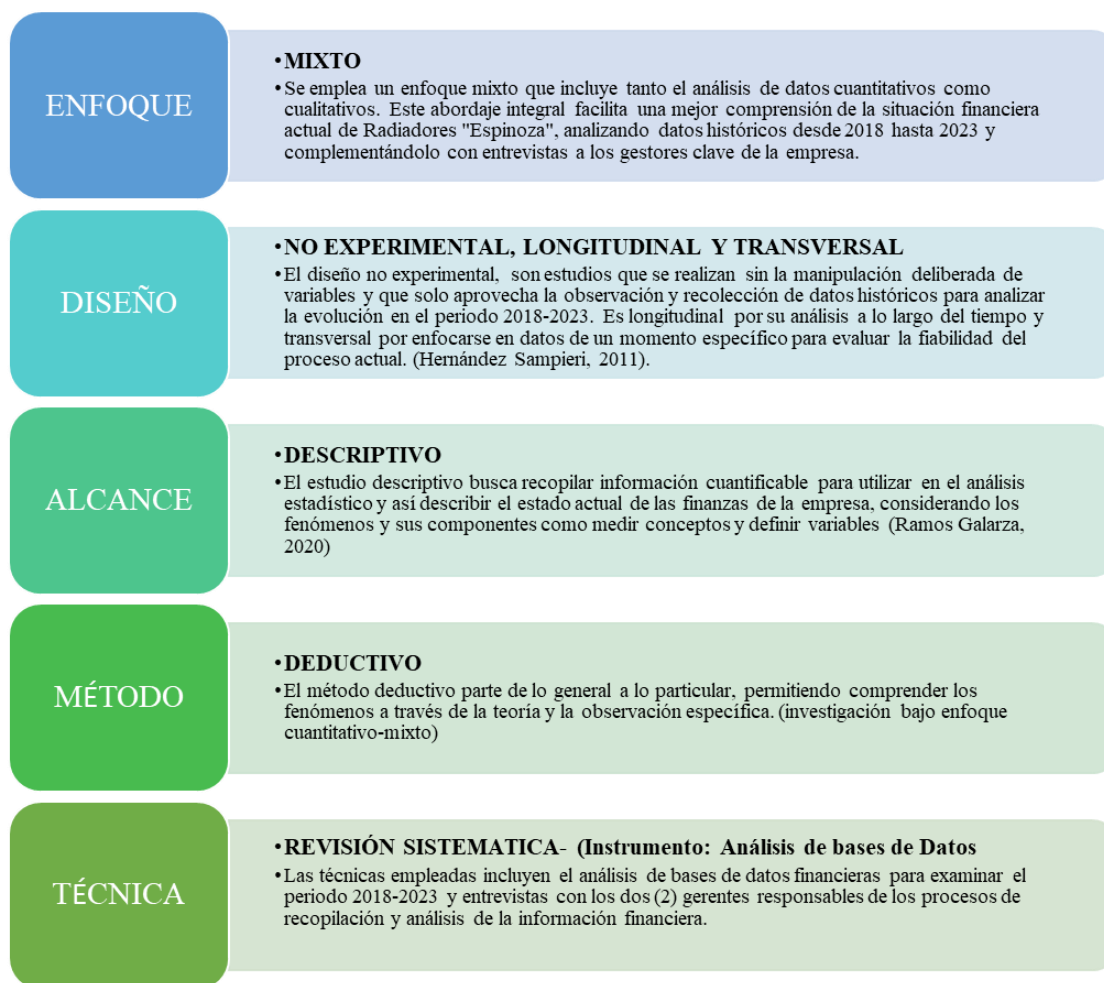 ENFOQUE
•MIXTO
•Se emplea un enfoque mixto que incluye tanto el análisis de datos cuantitativos como
cualitativos. Este abordaje integral facilita una mejor comprensión de la situación financiera
actual de Radiadores "Espinoza", analizando datos históricos desde 2018 hasta 2023 y
complementándolo con entrevistas a los gestores clave de la empresa.
DISEÑO
•NO EXPERIMENTAL, LONGITUDINAL Y TRANSVERSAL
•El diseño no experimental, son estudios que se realizan sin la manipulación deliberada de
variables y que solo aprovecha la observación y recolección de datos históricos para analizar
la evolución en el periodo 2018-2023. Es longitudinal por su análisis a lo largo del tiempo y
transversal por enfocarse en datos de un momento específico para evaluar la fiabilidad del
proceso actual. (Hernández Sampieri, 2011).
ALCANCE
•DESCRIPTIVO
•El estudio descriptivo busca recopilar información cuantificable para utilizar en el análisis
estadístico y así describir el estado actual de las finanzas de la empresa, considerando los
fenómenos y sus componentes como medir conceptos y definir variables (Ramos Galarza,
2020)
MÉTODO
•DEDUCTIVO
•El método deductivo parte de lo general a lo particular, permitiendo comprender los
fenómenos a través de la teoría y la observación específica. (investigación bajo enfoque
cuantitativo-mixto)
TÉCNICA
•REVISIÓN SISTEMATICA- (Instrumento: Análisis de bases de Datos
•Las técnicas empleadas incluyen el análisis de bases de datos financieras para examinar el
periodo 2018-2023 y entrevistas con los dos (2) gerentes responsables de los procesos de
recopilación y análisis de la información financiera.